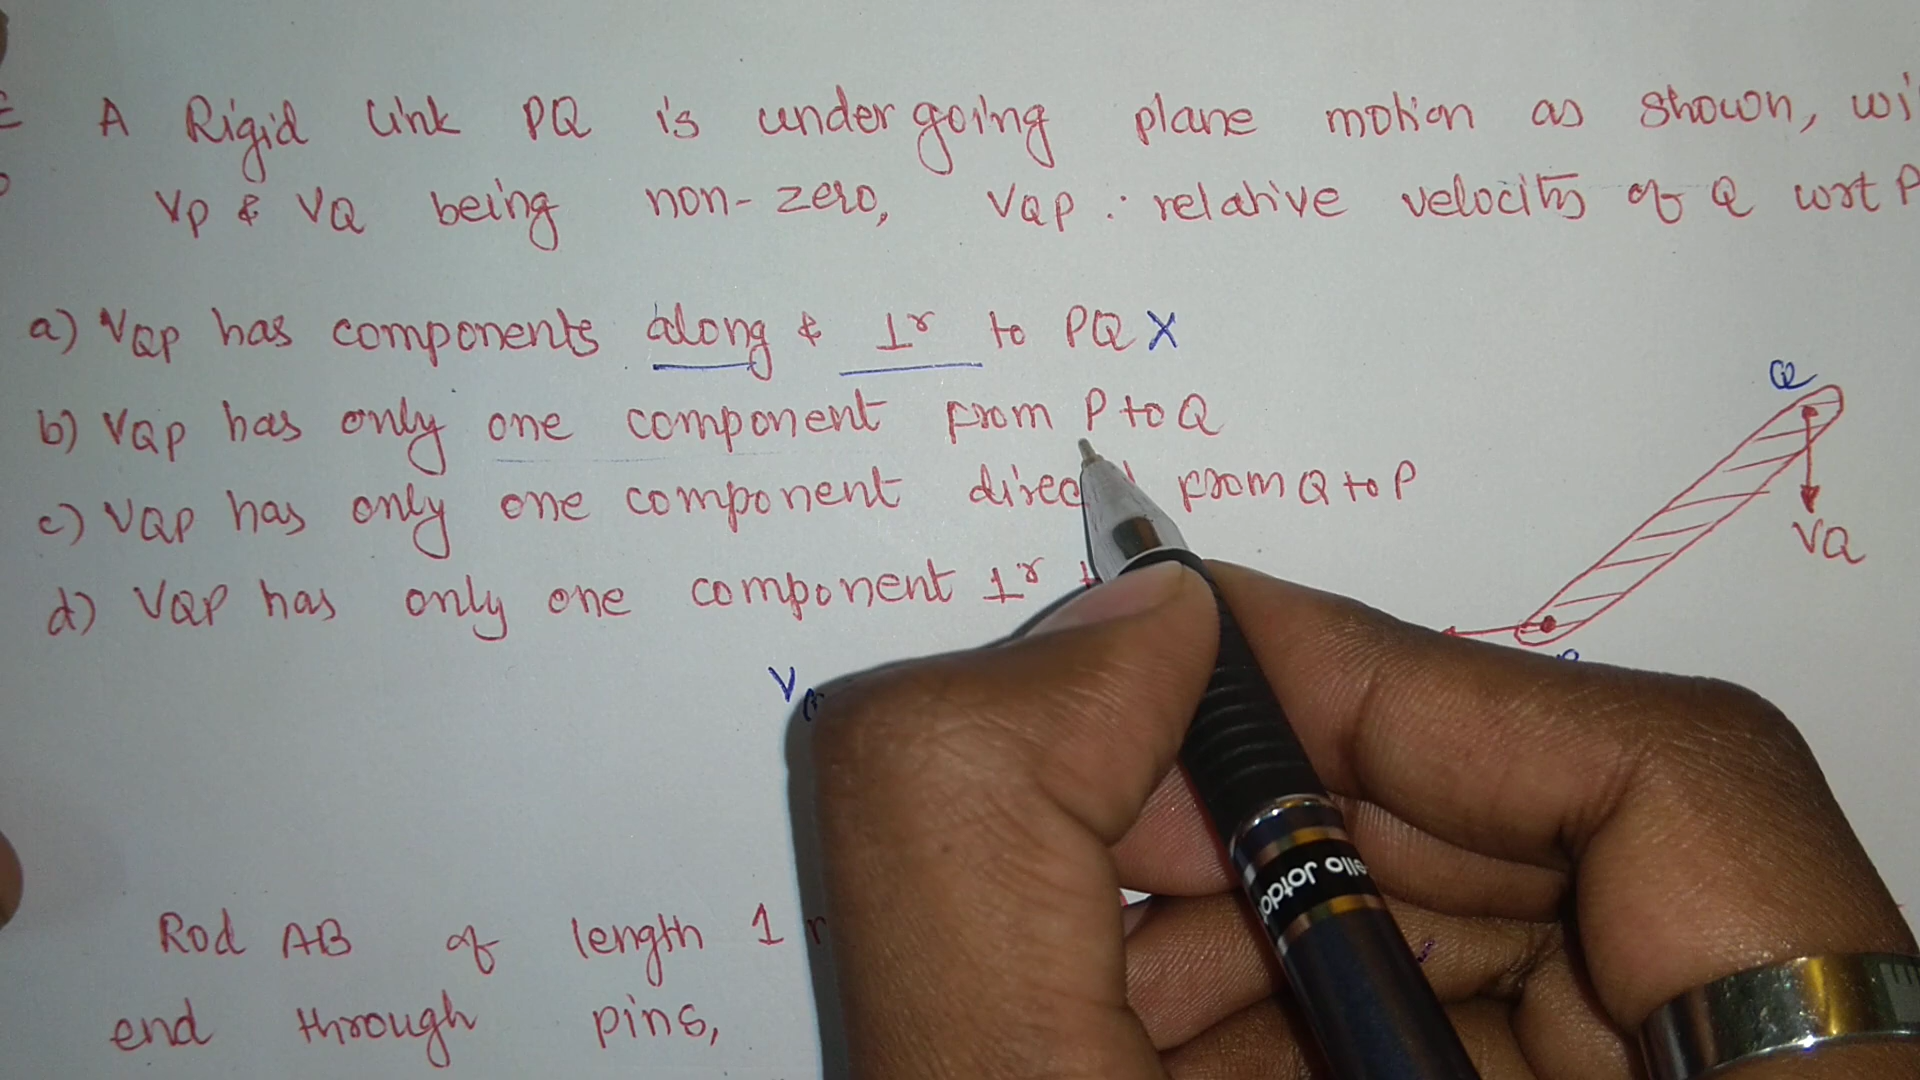 A Rigid link PQ is undergoing plane motion as shown, wi
VP & VQ being non-zero, VQP : relative velocity of Q wrt P
a) VQP has components along & ⊥r to PQ X
b) VQP has only one component from P to Q
c) VQP has only one component direc from Q to P
d) VQP has only one component ⊥r
Q
VQ
V
Rod AB of length 1
end through pins,